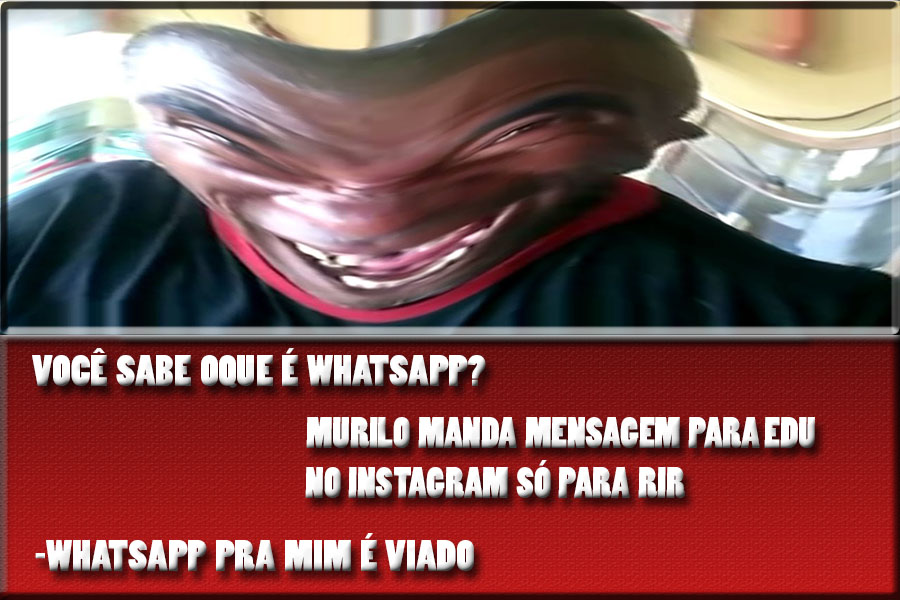 VOCÊ SABE OQUE É WHATSAPP?
MURILO MANDA MENSAGEM PARA EDU
NO INSTAGRAM SÓ PARA RIR
-WHATSAPP PRA MIM É VIADO